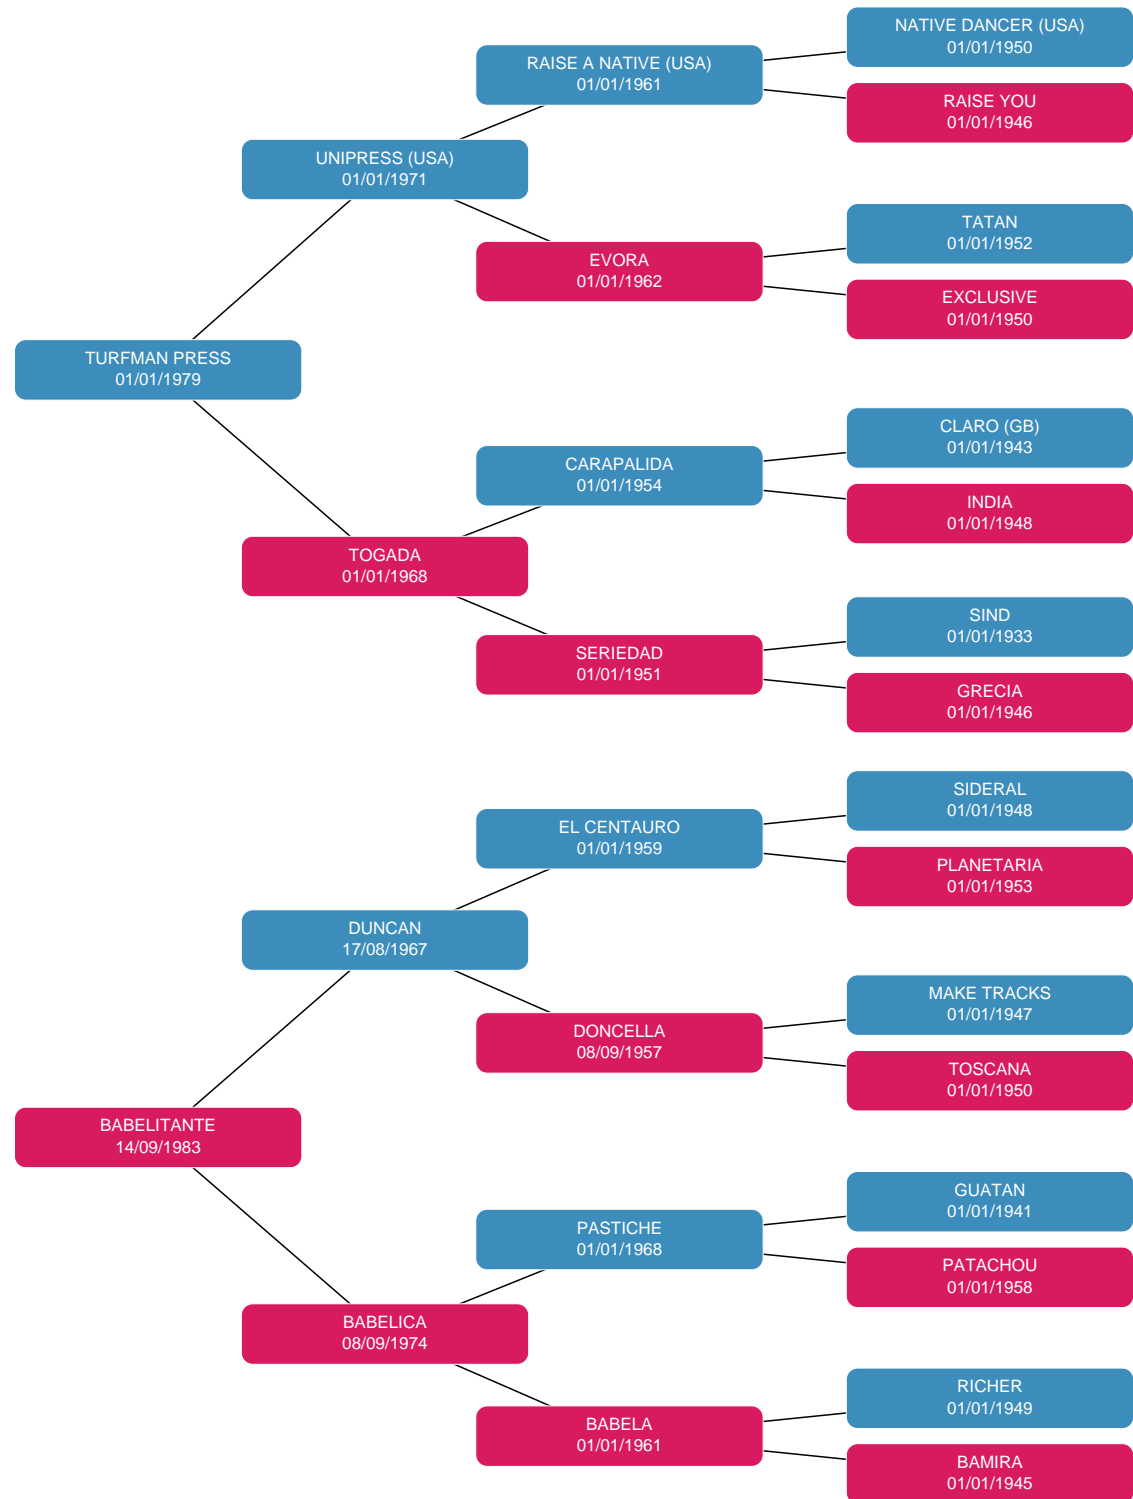 NATIVE DANCER (USA)
01/01/1950
RAISE A NATIVE (USA)
01/01/1961
RAISE YOU
01/01/1946
UNIPRESS (USA)
01/01/1971
TATAN
01/01/1952
EVORA
01/01/1962
EXCLUSIVE
01/01/1950
TURFMAN PRESS
01/01/1979
CLARO (GB)
01/01/1943
CARAPALIDA
01/01/1954
INDIA
01/01/1948
TOGADA
01/01/1968
SIND
01/01/1933
SERIEDAD
01/01/1951
GRECIA
01/01/1946
SIDERAL
01/01/1948
EL CENTAURO
01/01/1959
PLANETARIA
01/01/1953
DUNCAN
17/08/1967
MAKE TRACKS
01/01/1947
DONCELLA
08/09/1957
TOSCANA
01/01/1950
BABELITANTE
14/09/1983
GUATAN
01/01/1941
PASTICHE
01/01/1968
PATACHOU
01/01/1958
BABELICA
08/09/1974
RICHER
01/01/1949
BABELA
01/01/1961
BAMIRA
01/01/1945